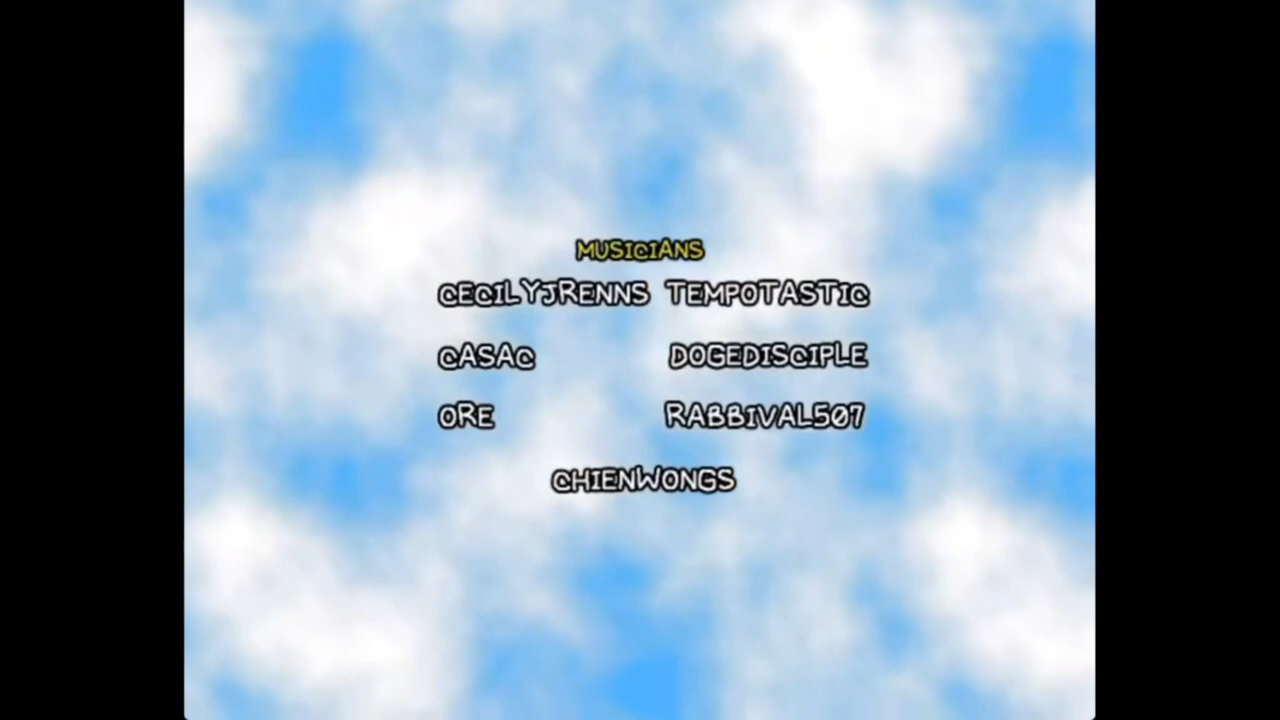 MUSICIANS
CECILYJRENNS TEMPOTASTIC
CASAC DOGEDISCIPLE
ORE RABBIVAL507
CHIENWONGS